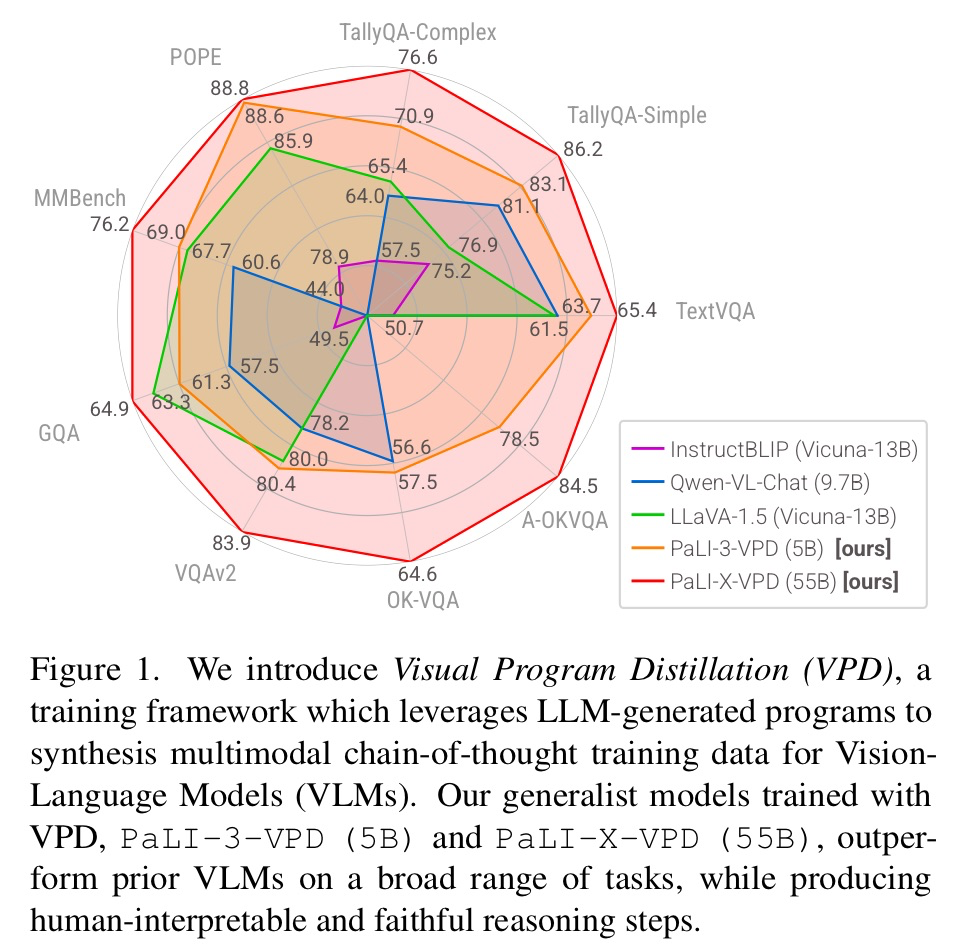 TallyQA-Complex
76.6
POPE
88.8
88.6
70.9
TallyQA-Simple
85.9
86.2
65.4
83.1
MMBench
64.0
81.1
76.2
69.0
67.7
60.6
78.9
57.5
76.9
75.2
44.0
63.7
65.4
TextVQA
49.5
50.7
61.5
57.5
61.3
64.9
63.3
78.2
GQA
56.6
78.5
80.0
80.4
57.5
84.5
A-OKVQA
83.9
VQAv2
64.6
OK-VQA
InstructBLIP (Vicuna-13B)
Qwen-VL-Chat (9.7B)
LLaVA-1.5 (Vicuna-13B)
PaLI-3-VPD (5B) [ours]
PaLI-X-VPD (55B) [ours]
Figure 1. We introduce Visual Program Distillation (VPD), a
training framework which leverages LLM-generated programs to
synthesis multimodal chain-of-thought training data for Vision-
Language Models (VLMs). Our generalist models trained with
VPD, PaLI-3-VPD (5B) and PaLI-X-VPD (55B), outper-
form prior VLMs on a broad range of tasks, while producing
human-interpretable and faithful reasoning steps.